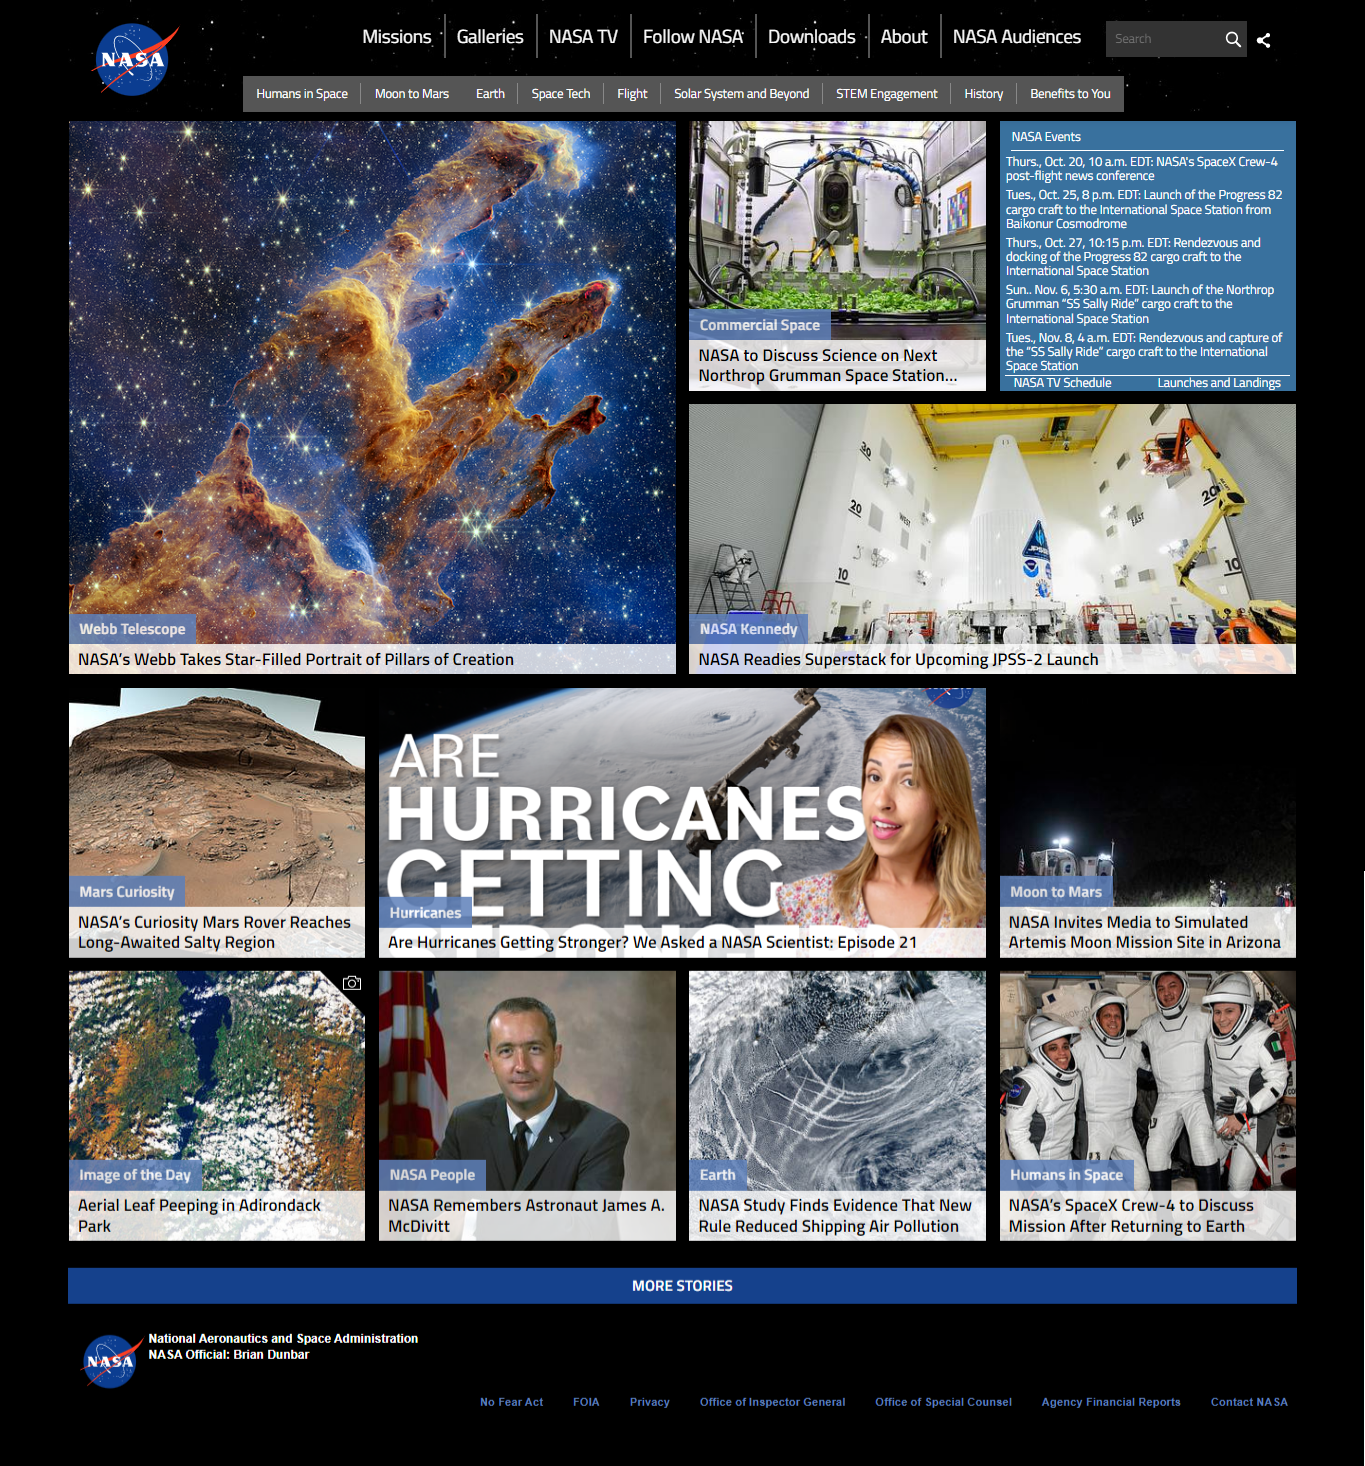 NASA
Missions
Galleries
NASA TV
Follow NASA
Downloads
About
NASA Audiences
Search
Humans in Space
Moon to Mars
Earth
Space Tech
Flight
Solar System and Beyond
STEM Engagement
History
Benefits to You
Webb Telescope
NASA's Webb Takes Star-Filled Portrait of Pillars of Creation
Commercial Space
NASA to Discuss Science on Next
Northrop Grumman Space Station...
NASA Events
Thurs., Oct. 20, 10 a.m. EDT: NASA's SpaceX Crew-4
post-flight news conference
Tues., Oct. 25, 8 p.m. EDT: Launch of the Progress 82
cargo craft to the International Space Station from
Baikonur Cosmodrome
Thurs., Oct. 27, 10:15 p.m. EDT: Rendezvous and
docking of the Progress 82 cargo craft to the
International Space Station
Sun.. Nov. 6, 5:30 a.m. EDT: Launch of the Northrop
Grumman "SS Sally Ride" cargo craft to the
International Space Station
Tues., Nov. 8, 4 a.m. EDT: Rendezvous and capture of
the "SS Sally Ride" cargo craft to the International
Space Station
NASA TV Schedule
Launches and Landings
30
20
WEST
10
JPSS
EAST
20
10
NASA Kennedy
NASA Readies Superstack for Upcoming JPSS-2 Launch
Mars Curiosity
NASA's Curiosity Mars Rover Reaches
Long-Awaited Salty Region
ARE
HURRICANES
GETTING
STRONGER
Hurricanes
Are Hurricanes Getting Stronger? We Asked a NASA Scientist: Episode 21
Moon to Mars
NASA Invites Media to Simulated
Artemis Moon Mission Site in Arizona
Image of the Day
Aerial Leaf Peeping in Adirondack
Park
NASA People
NASA Remembers Astronaut James A.
McDivitt
Earth
NASA Study Finds Evidence That New
Rule Reduced Shipping Air Pollution
Humans in Space
NASA's SpaceX Crew-4 to Discuss
Mission After Returning to Earth
MORE STORIES
NASA
National Aeronautics and Space Administration
NASA Official: Brian Dunbar
No Fear Act
FOIA
Privacy
Office of Inspector General
Office of Special Counsel
Agency Financial Reports
Contact NASA